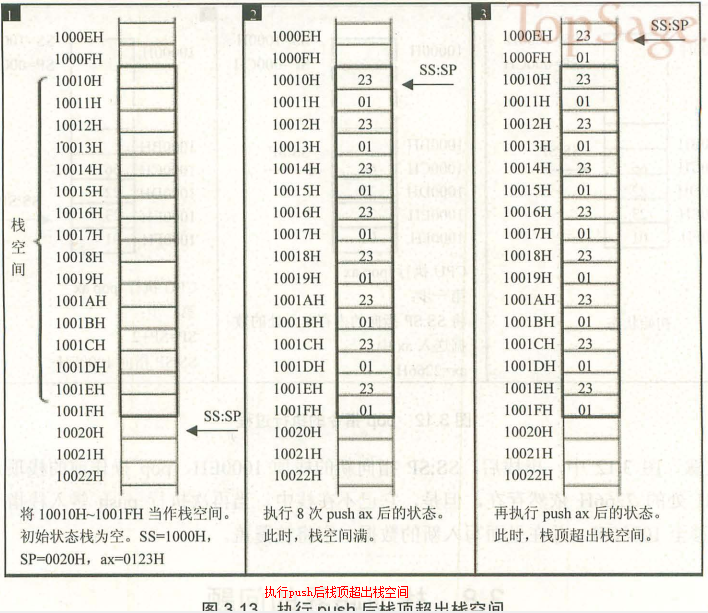 1
1000EH
1000FH
10010H
10011H
10012H
10013H
10014H
10015H
10016H
10017H
10018H
10019H
1001AH
1001BH
1001CH
1001DH
1001EH
1001FH
10020H
10021H
10022H
栈空间
SS:SP
将 10010H~1001FH 当作栈空间。
初始状态栈为空。SS=1000H，
SP=0020H，ax=0123H
2
1000EH
1000FH
10010H 23
10011H 01
10012H 23
10013H 01
10014H 23
10015H 01
10016H 23
10017H 01
10018H 23
10019H 01
1001AH 23
1001BH 01
1001CH 23
1001DH 01
1001EH 23
1001FH 01
10020H
10021H
10022H
SS:SP
执行 8 次 push ax 后的状态。
此时，栈空间满。
3
TopSage.
1000EH 23
1000FH 01
10010H 23
10011H 01
10012H 23
10013H 01
10014H 23
10015H 01
10016H 23
10017H 01
10018H 23
10019H 01
1001AH 23
1001BH 01
1001CH 23
1001DH 01
1001EH 23
1001FH 01
10020H
10021H
10022H
SS:SP
再执行 push ax 后的状态。
此时，栈顶超出栈空间。
执行push后栈顶超出栈空间
图 3.13 执行 push 后栈顶超出栈空间